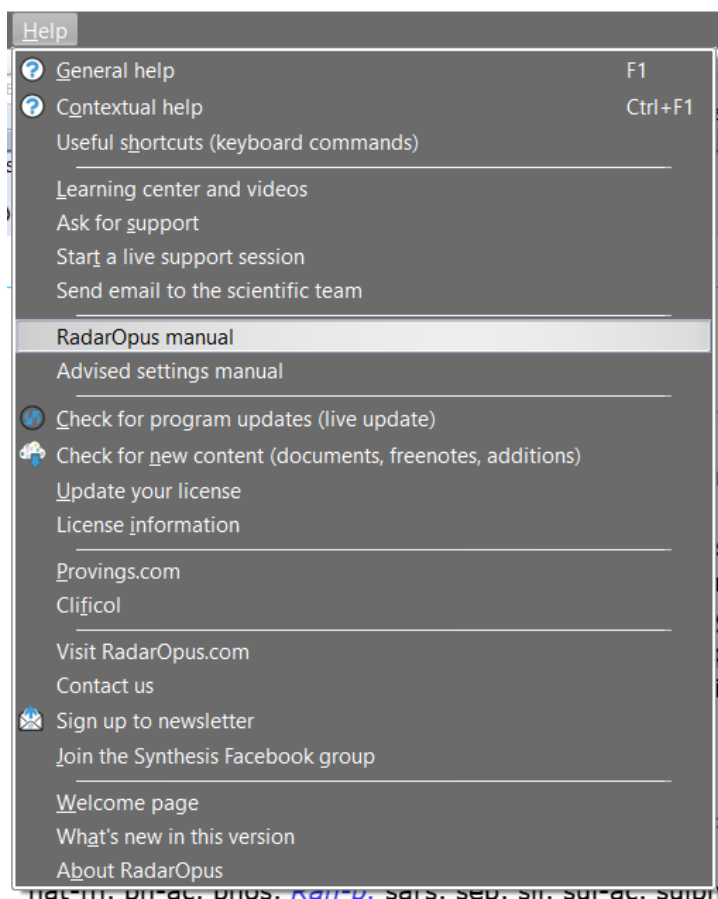 Help
General help F1
Contextual help Ctrl+F1
Useful shortcuts (keyboard commands)
Learning center and videos
Ask for support
Start a live support session
Send email to the scientific team
RadarOpus manual
Advised settings manual
Check for program updates (live update)
Check for new content (documents, freenotes, additions)
Update your license
License information
Provings.com
Clificol
Visit RadarOpus.com
Contact us
Sign up to newsletter
Join the Synthesis Facebook group
Welcome page
What's new in this version
About RadarOpus